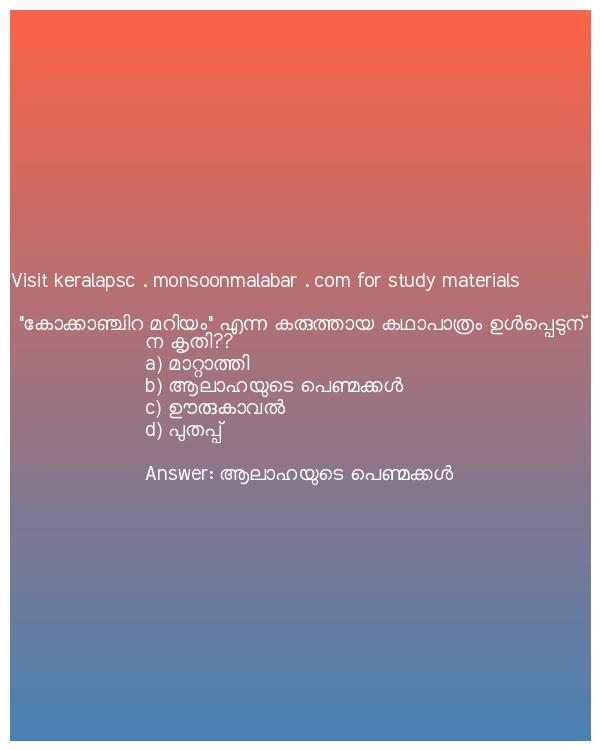 Visit keralapsc . monsoonmalabar . com for study materials
"കോക്കാഞ്ചിറ മറിയം" എന്ന കരുത്തായ കഥാപാത്രം ഉൾപ്പെടുന്
ന കൃതി??
a) മാറ്റാത്തി
b) ആലാഹയുടെ പെണ്മക്കൾ
c) ഊരുകാവൽ
d) പുതപ്പ്
Answer: ആലാഹയുടെ പെണ്മക്കൾ